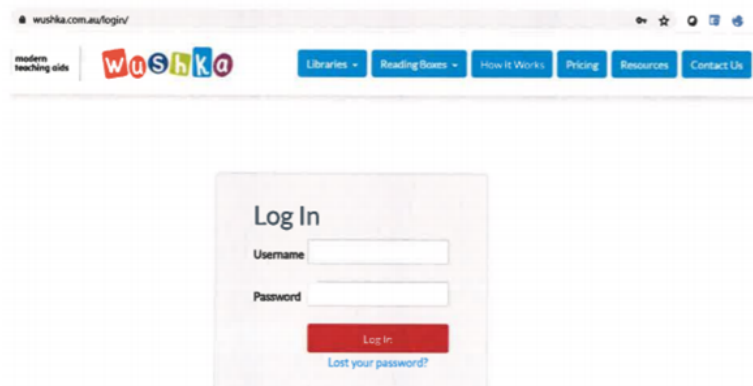 wushka.com.au/login/
modern
teaching aids
wushka
Libraries
Reading Boxes
How It Works
Pricing
Resources
Contact Us
Log In
Username
Password
Log In
Lost your password?